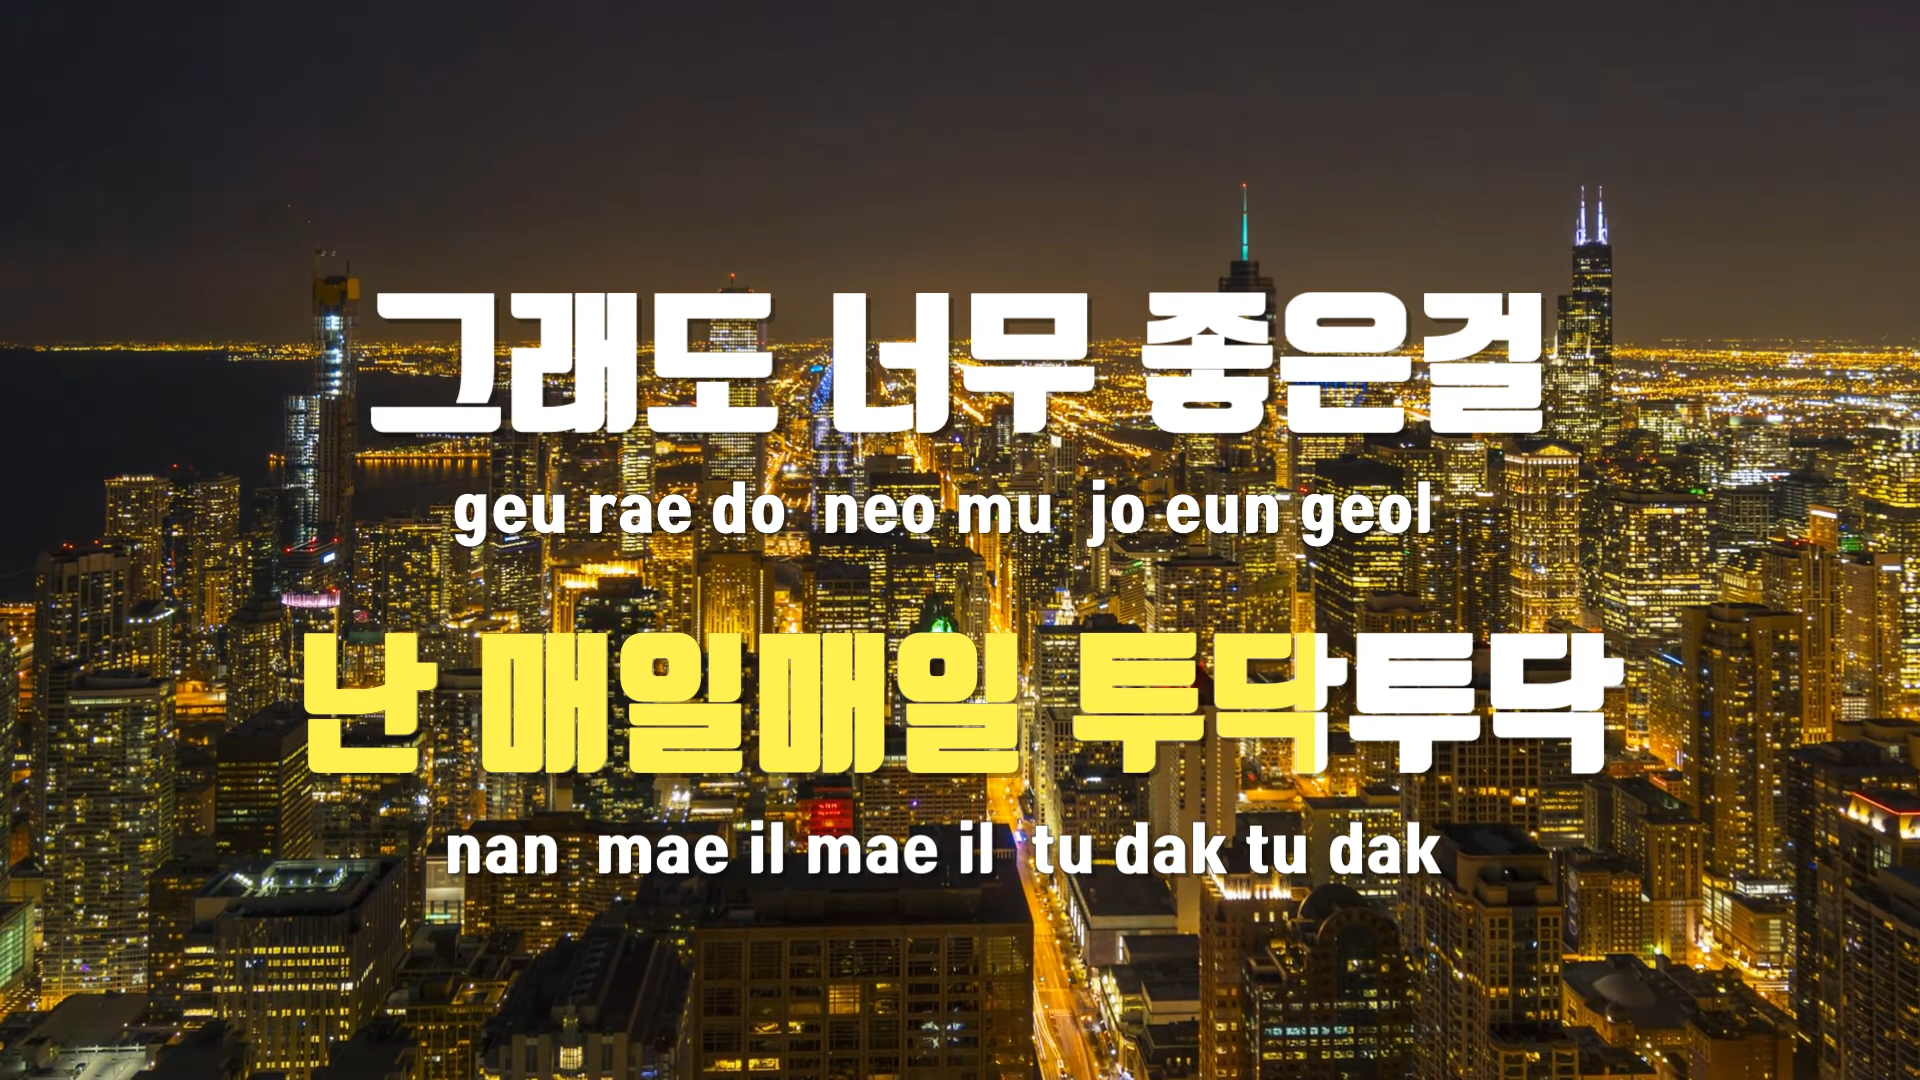 그래도 너무 좋은걸
geu rae do neo mu jo eun geol
난 매일매일 투닥투닥
nan mae il mae il tu dak tu dak